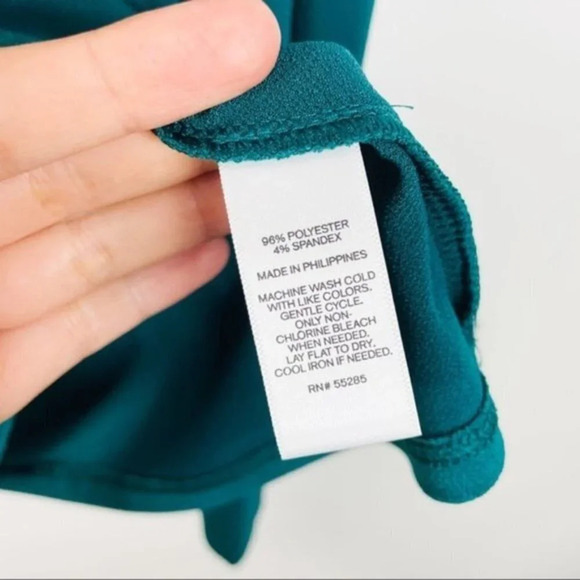 96% POLYESTER
4% SPANDEX
MADE IN PHILIPPINES
MACHINE WASH COLD
WITH LIKE COLORS.
GENTLE CYCLE.
ONLY NON-
CHLORINE BLEACH
WHEN NEEDED.
LAY FLAT TO DRY.
COOL IRON IF NEEDED.
RN# 55285